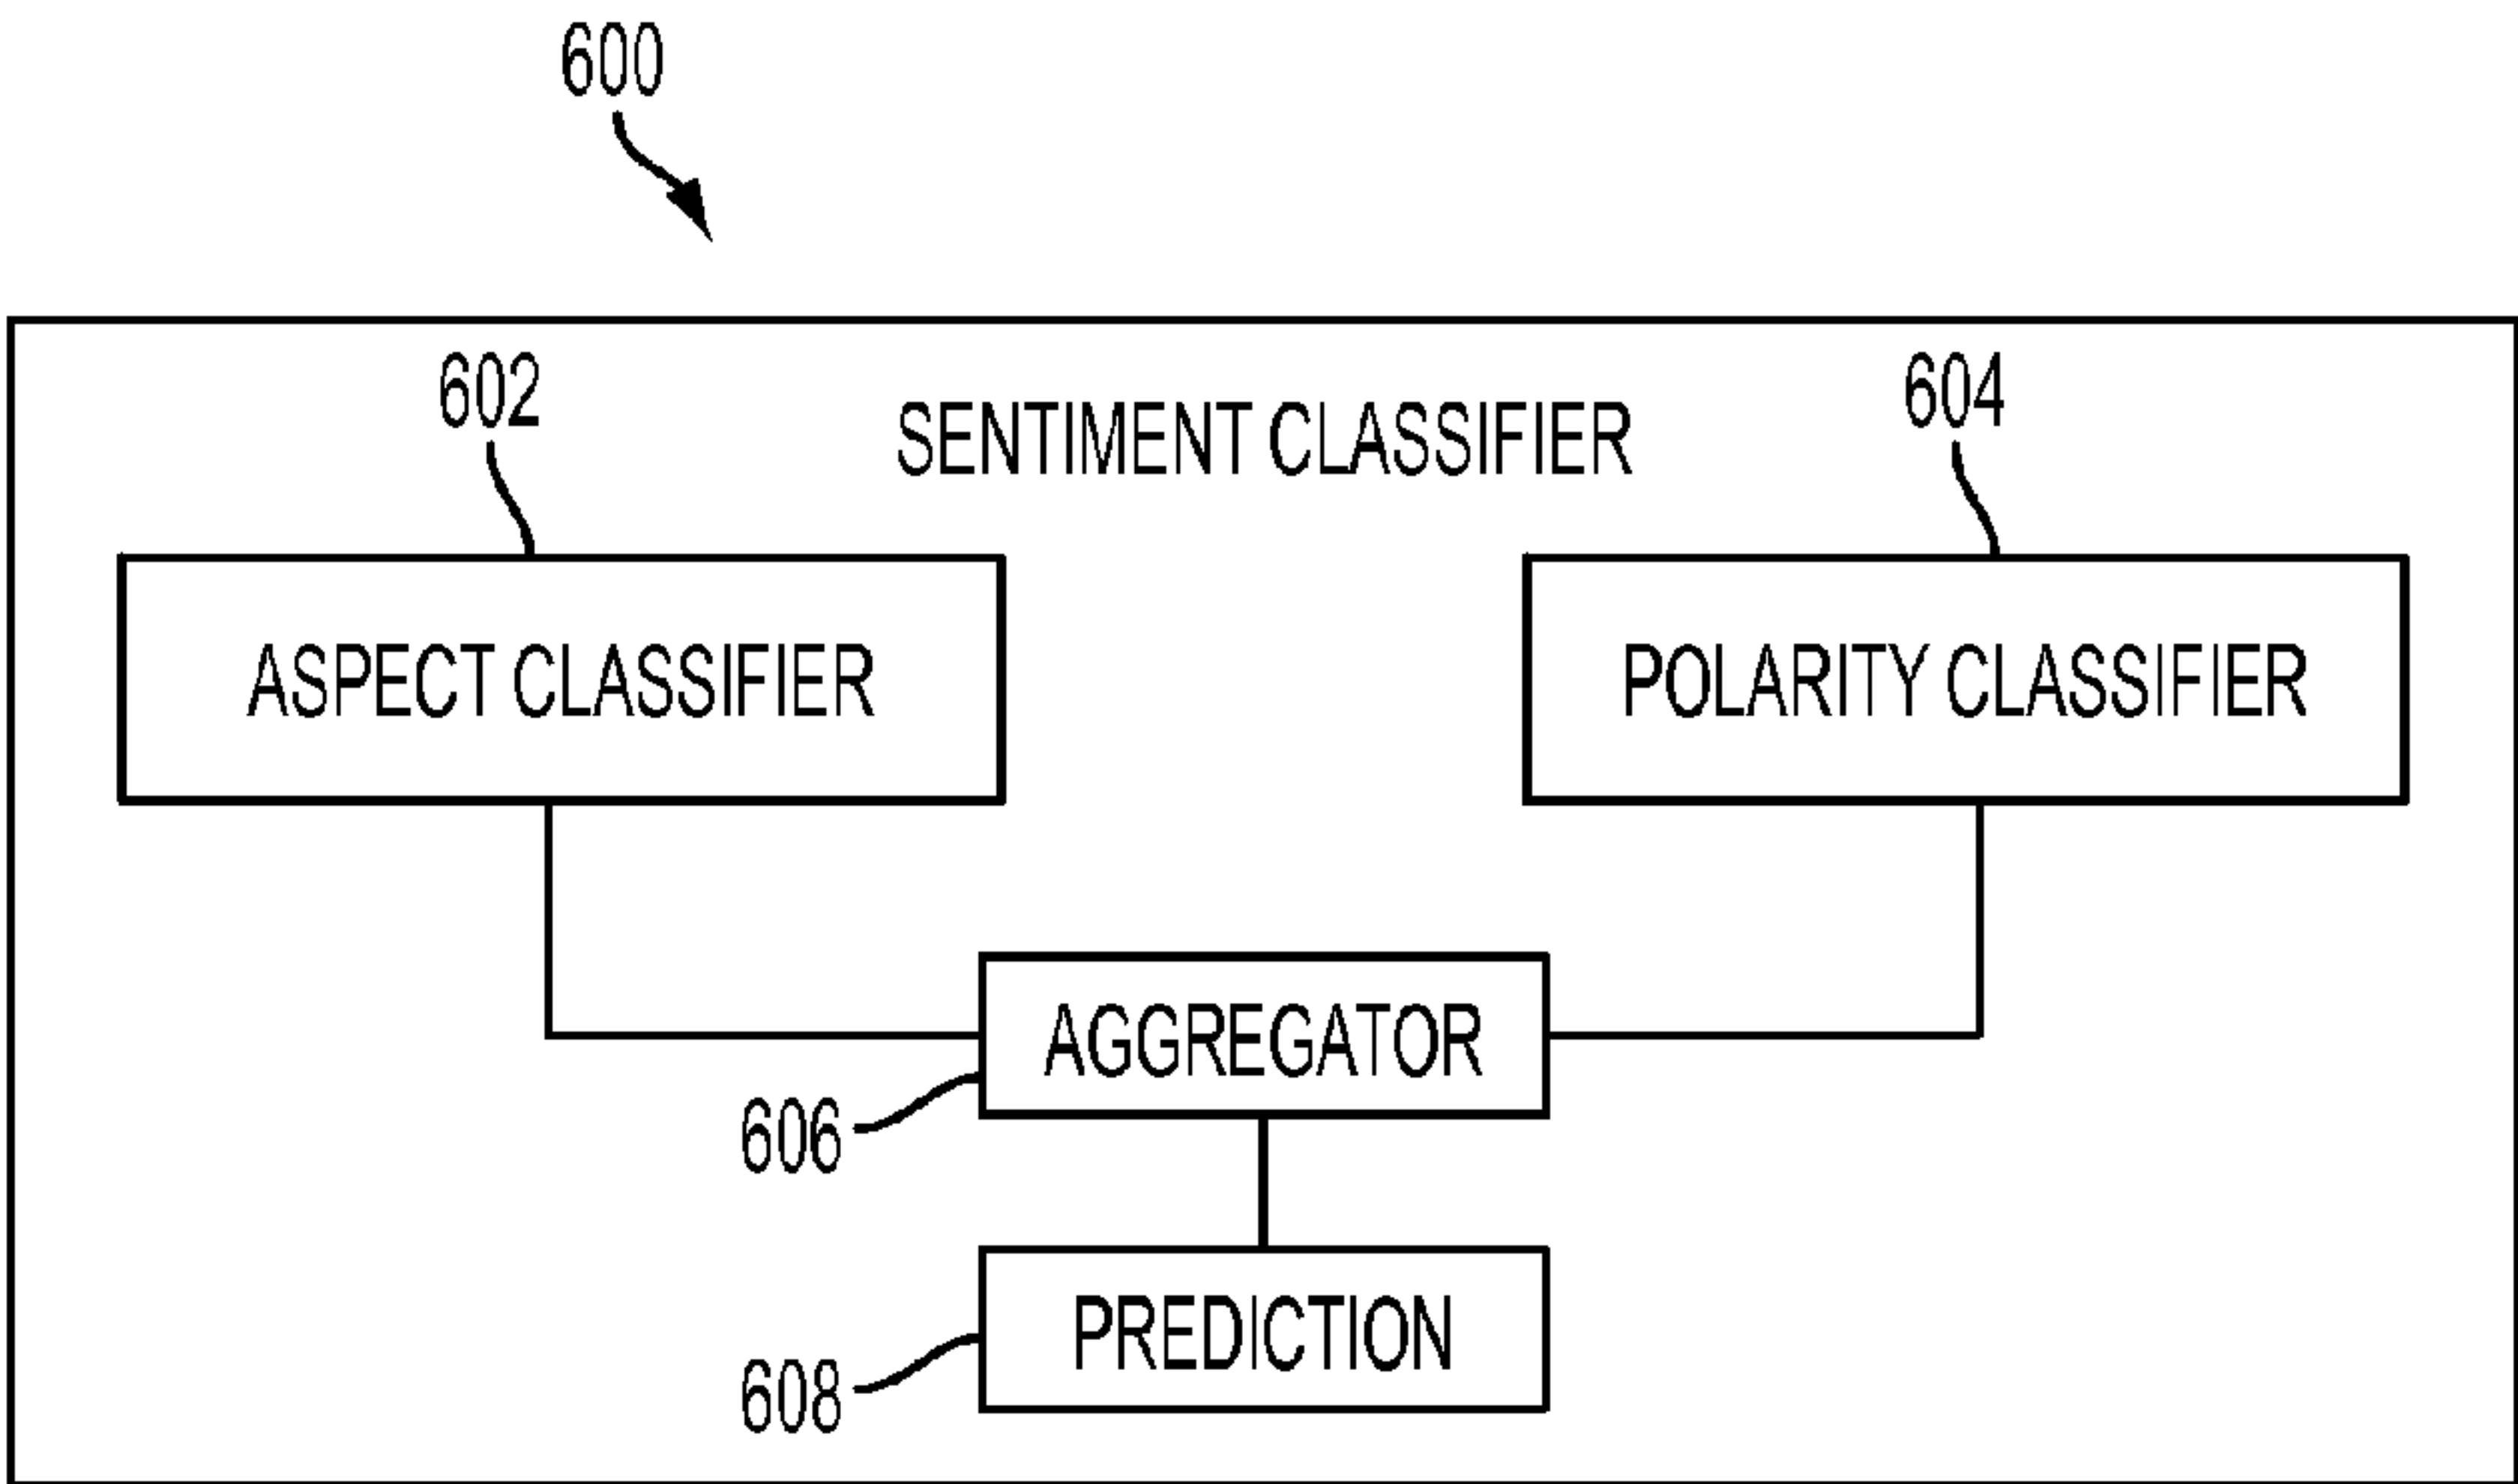 600
602
SENTIMENT CLASSIFIER
604
ASPECT CLASSIFIER
POLARITY CLASSIFIER
AGGREGATOR
606
PREDICTION
608